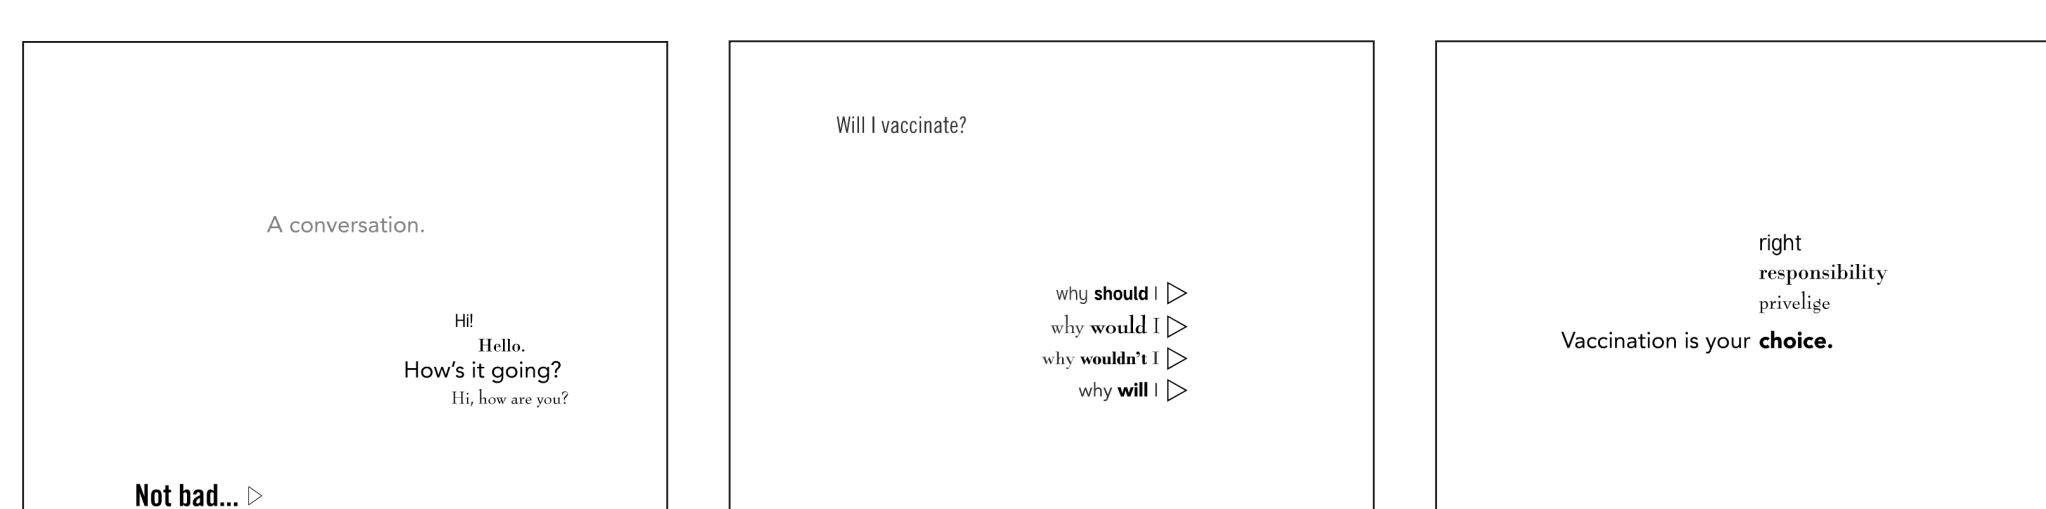 A conversation.
Hi!
Hello.
How's it going?
Hi, how are you?
Not bad...
Will I vaccinate?
why should I
why would I
why wouldn't I
why will I
right
responsibility
privelige
Vaccination is your choice.